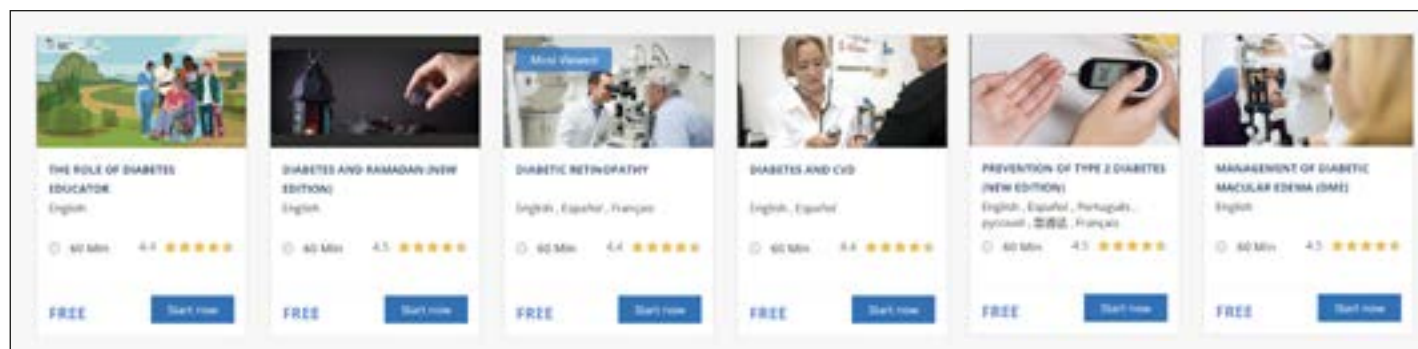 THE ROLE OF DIABETES
EDUCATOR
English
60 Min 4.4
FREE
Start now
DIABETES AND RAMADAN (NEW
EDITION)
English
60 Min 4.5
FREE
Start now
Most Viewed
DIABETIC RETINOPATHY
English , Español , Français
60 Min 4.4
FREE
Start now
DIABETES AND CVD
English , Español
60 Min 4.4
FREE
Start now
PREVENTION OF TYPE 2 DIABETES
(NEW EDITION)
English , Español , Português ,
русский , 普通话 , Français
60 Min 4.5
FREE
Start now
MANAGEMENT OF DIABETIC
MACULAR EDEMA (DME)
English
60 Min 4.5
FREE
Start now